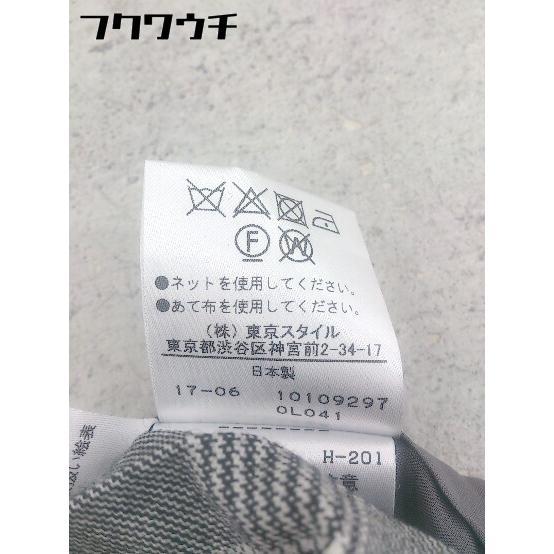 フクワウチ
F W
●ネットを使用してください。
●あて布を使用してください。
(株) 東京スタイル
東京都渋谷区神宮前2-34-17
日本製
17-06 10109297
0L041
H-201